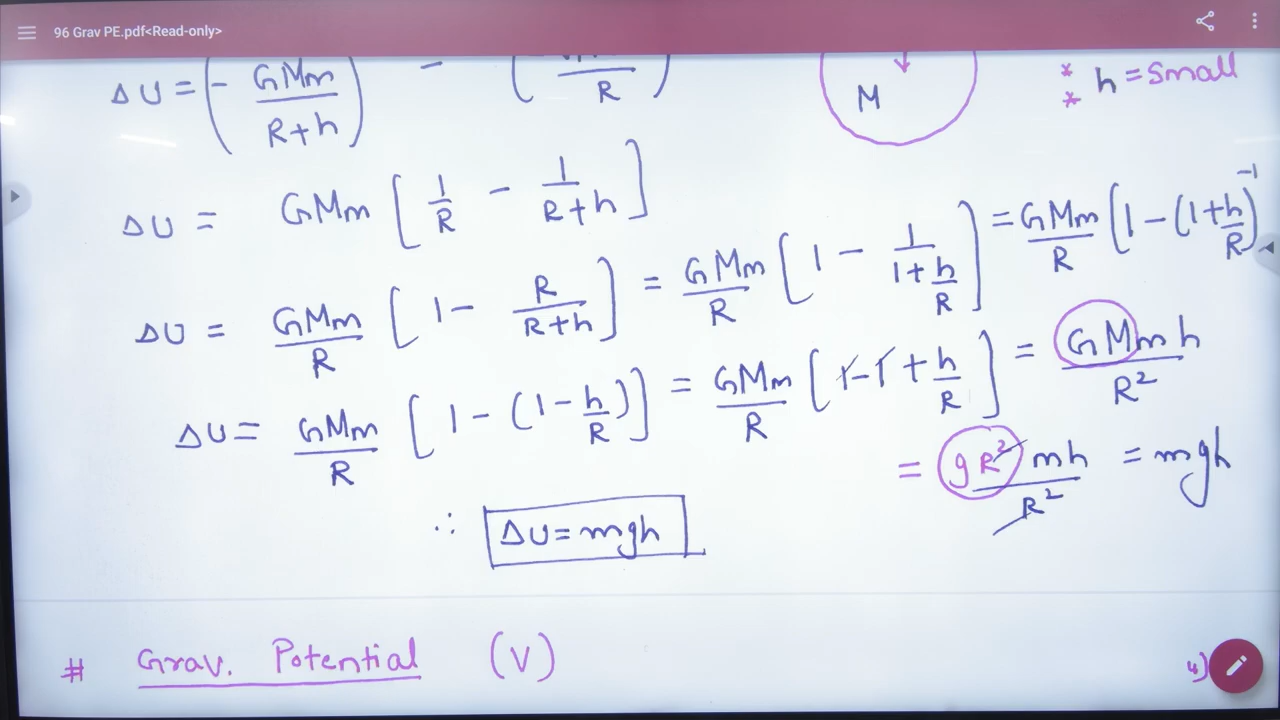 96 Grav PE.pdf<Read-only>
ΔU = (- GMm/(R+h)) - ( /R)
M
* *
h = small
ΔU = GMm [1/R - 1/(R+h)]
ΔU = GMm/R [1 - R/(R+h)] = GMm/R [1 - 1/(1+h/R)] = GMm/R (1 - (1+h/R)⁻¹
ΔU = GMm/R [1 - (1 - h/R)] = GMm/R [1 - 1 + h/R] = GMmh/R²
= gR² mh/R² = mgh
∴ ΔU = mgh
# Grav. Potential (V)
4)